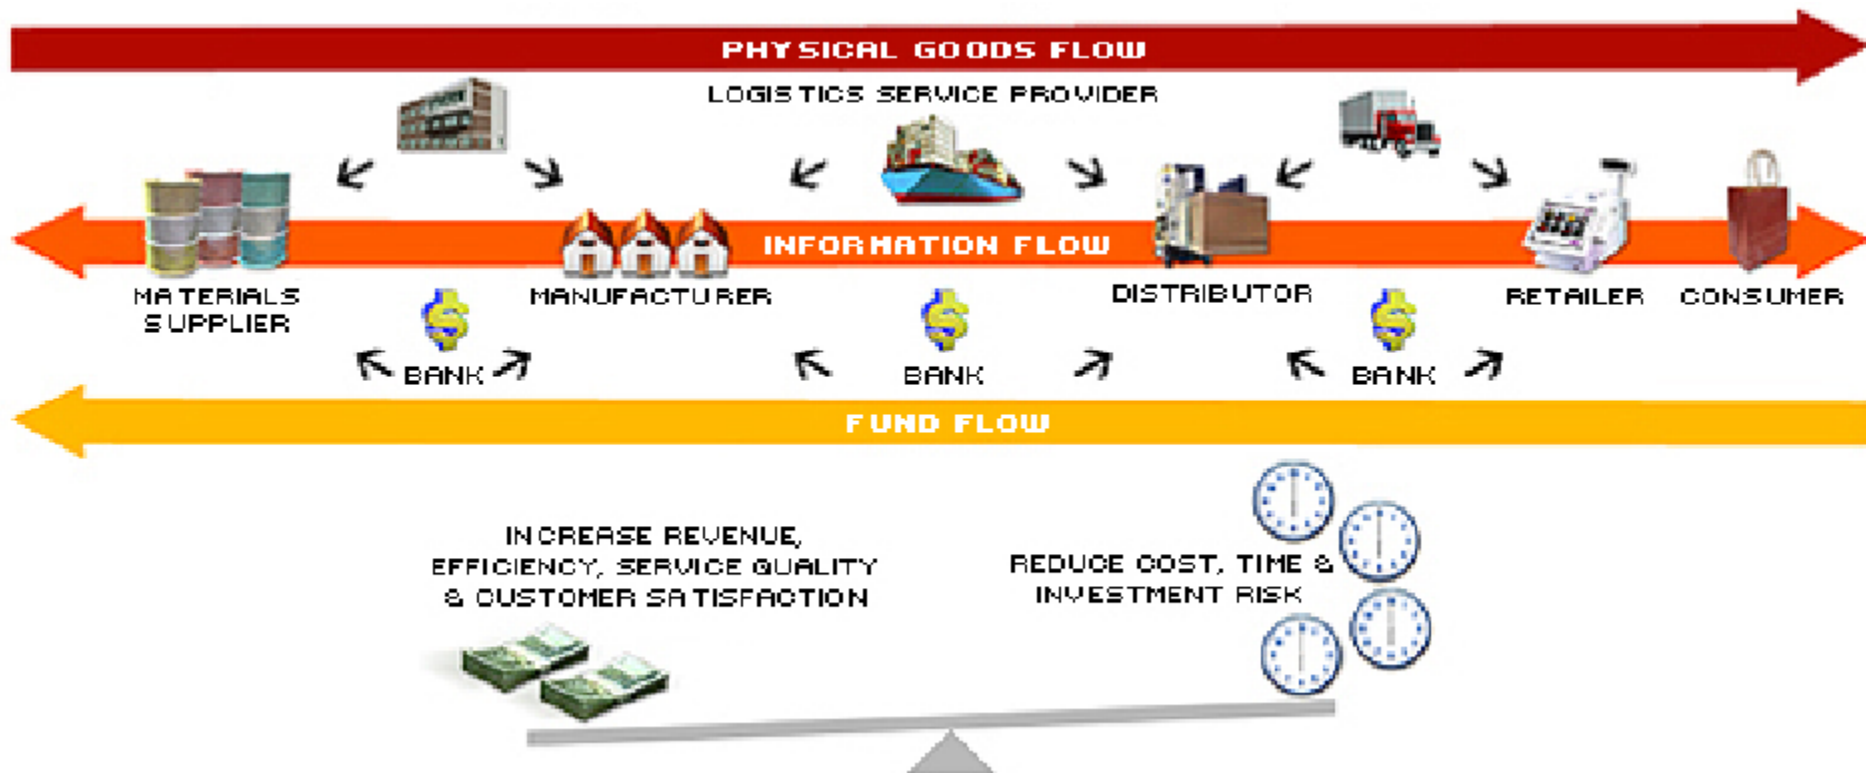 PHYSICAL GOODS FLOW
LOGISTICS SERVICE PROVIDER
INFORMATION FLOW
MATERIALS
SUPPLIER
MANUFACTURER
DISTRIBUTOR
RETAILER
CONSUMER
BANK
BANK
BANK
FUND FLOW
INCREASE REVENUE,
EFFICIENCY, SERVICE QUALITY
& CUSTOMER SATISFACTION
REDUCE COST, TIME &
INVESTMENT RISK